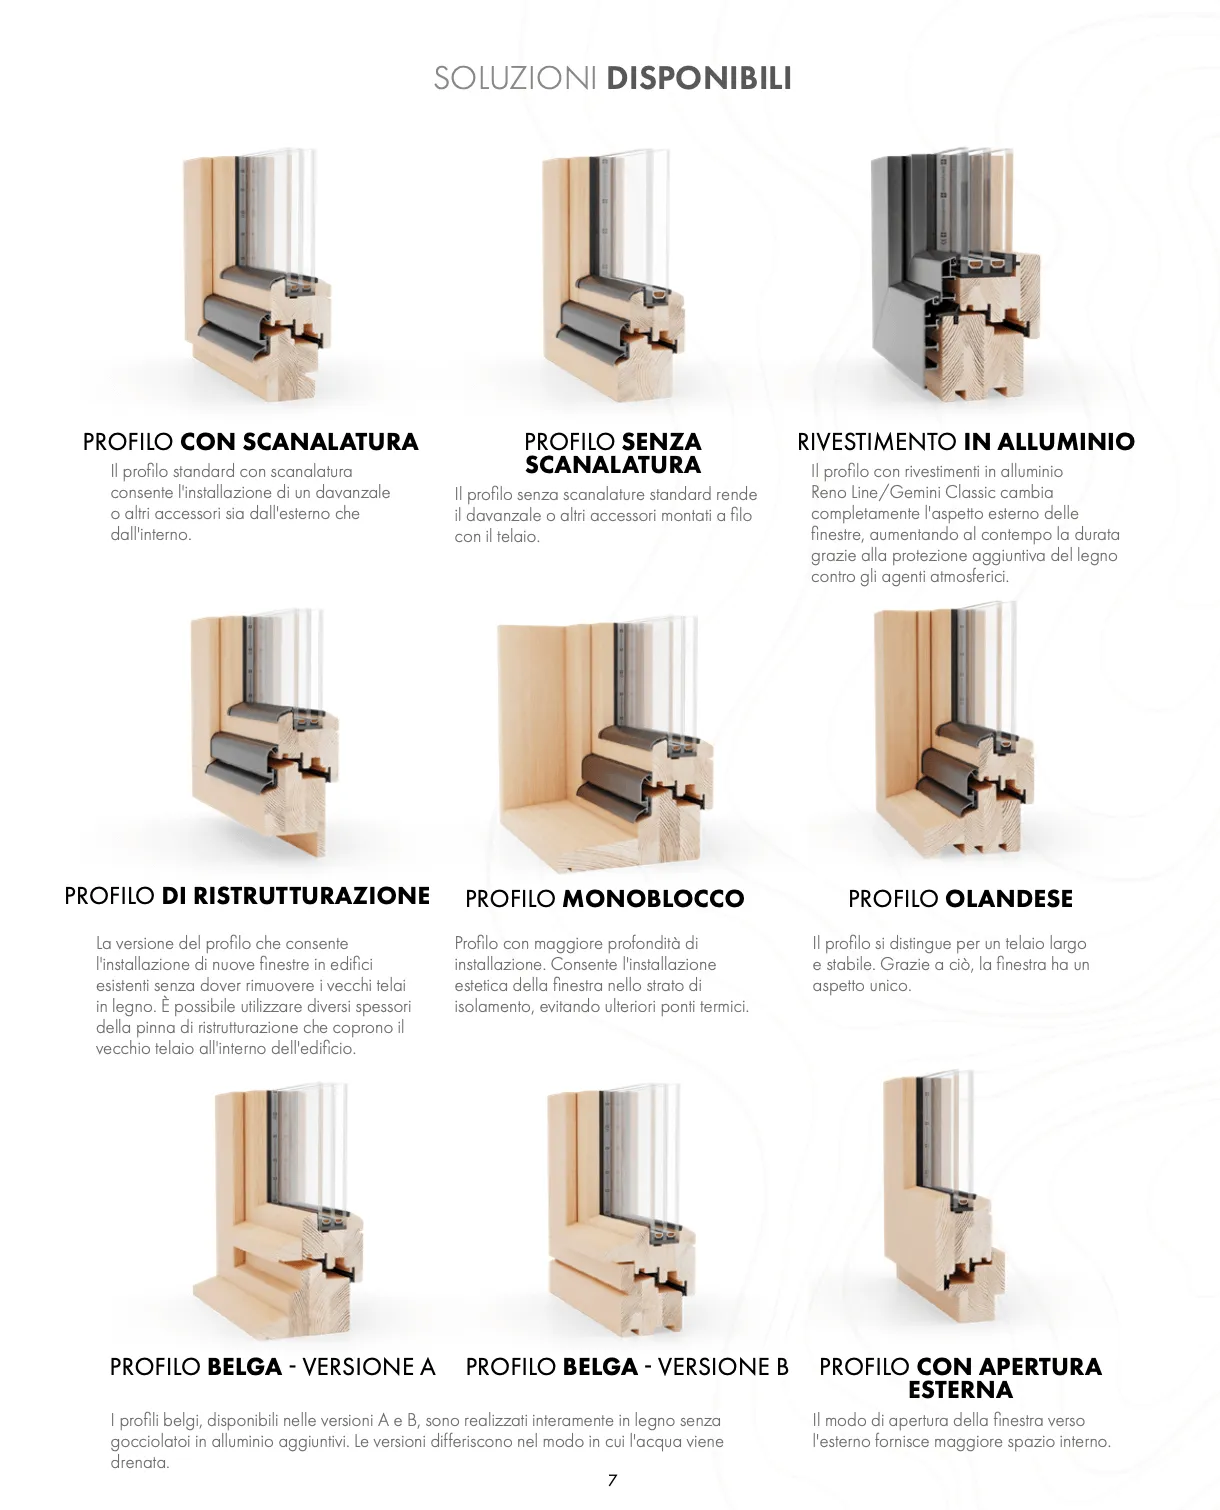 SOLUZIONI DISPONIBILI
PROFILO CON SCANALATURA
Il profilo standard con scanalatura
consente l'installazione di un davanzale
o altri accessori sia dall'esterno che
dall'interno.
PROFILO SENZA
SCANALATURA
Il profilo senza scanalature standard rende
il davanzale o altri accessori montati a filo
con il telaio.
RIVESTIMENTO IN ALLUMINIO
Il profilo con rivestimenti in alluminio
Reno Line/Gemini Classic cambia
completamente l'aspetto esterno delle
finestre, aumentando al contempo la durata
grazie alla protezione aggiuntiva del legno
contro gli agenti atmosferici.
PROFILO DI RISTRUTTURAZIONE
La versione del profilo che consente
l'installazione di nuove finestre in edifici
esistenti senza dover rimuovere i vecchi telai
in legno. È possibile utilizzare diversi spessori
della pinna di ristrutturazione che coprono il
vecchio telaio all'interno dell'edificio.
PROFILO MONOBLOCCO
Profilo con maggiore profondità di
installazione. Consente l'installazione
estetica della finestra nello strato di
isolamento, evitando ulteriori ponti termici.
PROFILO OLANDESE
Il profilo si distingue per un telaio largo
e stabile. Grazie a ciò, la finestra ha un
aspetto unico.
PROFILO BELGA - VERSIONE A
PROFILO BELGA - VERSIONE B
I profili belgi, disponibili nelle versioni A e B, sono realizzati interamente in legno senza
gocciolatoi in alluminio aggiuntivi. Le versioni differiscono nel modo in cui l'acqua viene
drenata.
PROFILO CON APERTURA
ESTERNA
Il modo di apertura della finestra verso
l'esterno fornisce maggiore spazio interno.
7